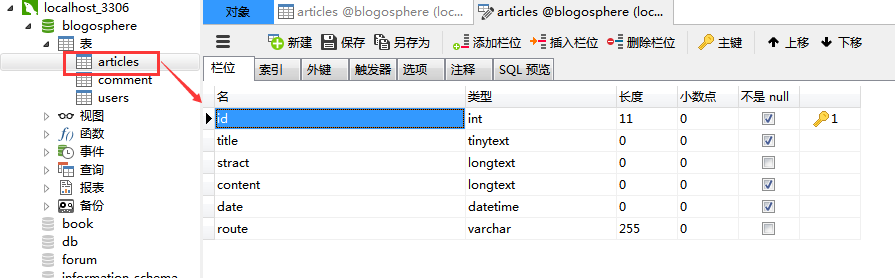 localhost_3306
blogosphere
表
articles
comment
users
视图
函数
事件
查询
报表
备份
book
db
forum
information_schema
对象
articles @blogosphere (loc...
articles @blogosphere (loc...
新建 保存 另存为 添加栏位 插入栏位 删除栏位 主键 上移 下移
栏位 索引 外键 触发器 选项 注释 SQL 预览
名 类型 长度 小数点 不是 null
id int 11 0 1
title tinytext 0 0
stract longtext 0 0
content longtext 0 0
date datetime 0 0
route varchar 255 0